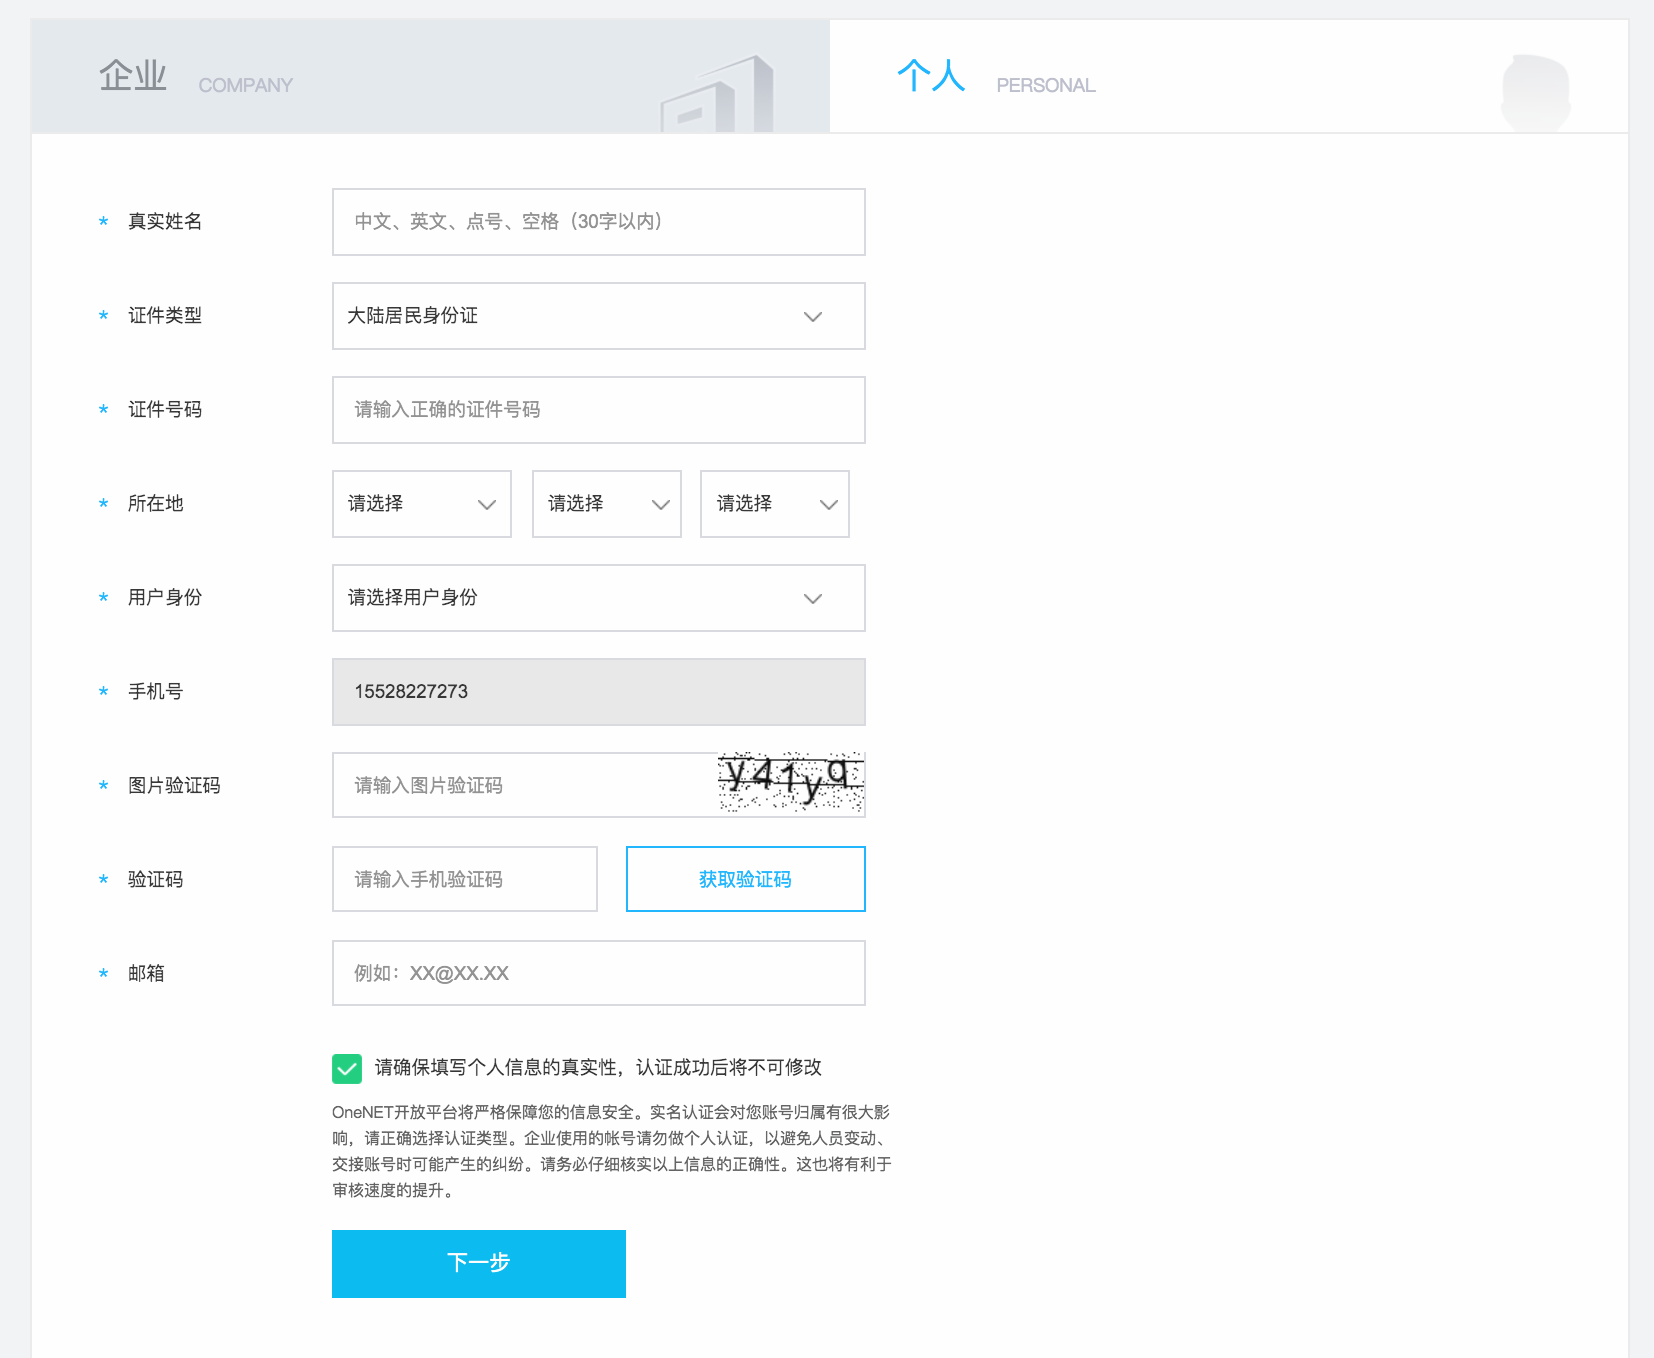 企业 COMPANY 个人 PERSONAL
* 真实姓名 中文、英文、点号、空格（30字以内）
* 证件类型 大陆居民身份证
* 证件号码 请输入正确的证件号码
* 所在地 请选择 请选择 请选择
* 用户身份 请选择用户身份
* 手机号 15528227273
* 图片验证码 请输入图片验证码 y41yq
* 验证码 请输入手机验证码 获取验证码
* 邮箱 例如：XX@XX.XX
请确保填写个人信息的真实性，认证成功后将不可修改
OneNET开放平台将严格保障您的信息安全。实名认证会对您账号归属有很大影
响，请正确选择认证类型。企业使用的帐号请勿做个人认证，以避免人员变动、
交接账号时可能产生的纠纷。请务必仔细核实以上信息的正确性。这也将有利于
审核速度的提升。
下一步